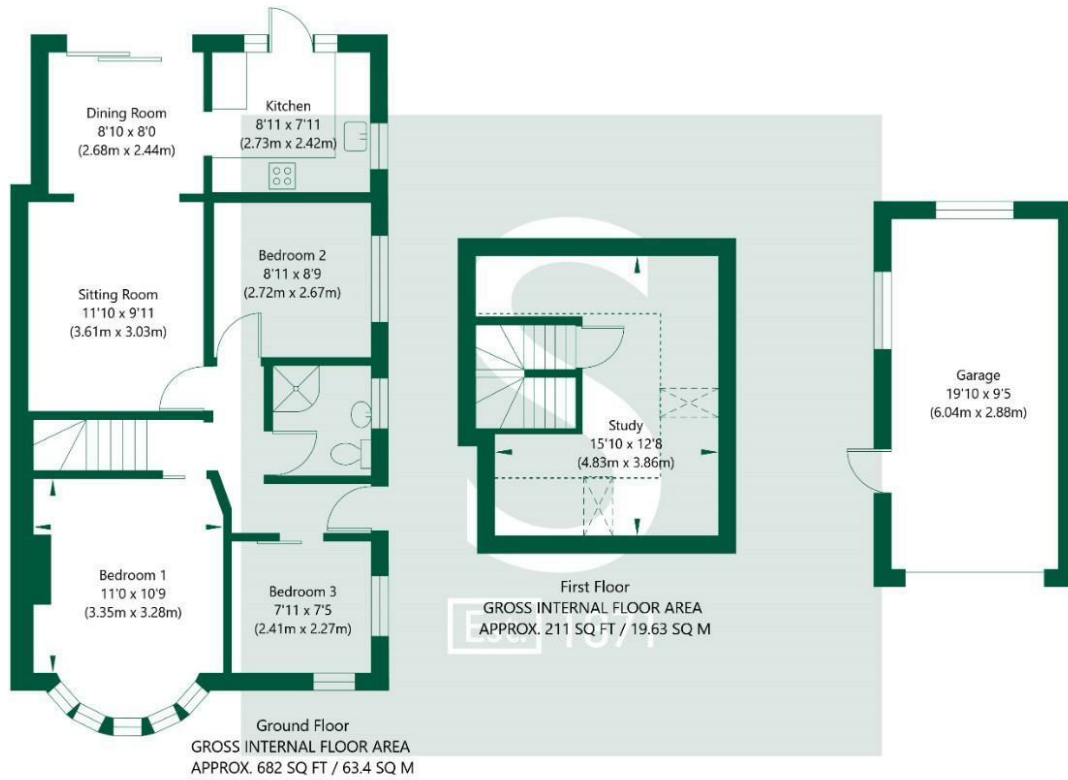 Dining Room
8'10 x 8'0
(2.68m x 2.44m)
Kitchen
8'11 x 7'11
(2.73m x 2.42m)
Sitting Room
11'10 x 9'11
(3.61m x 3.03m)
Bedroom 2
8'11 x 8'9
(2.72m x 2.67m)
Bedroom 1
11'0 x 10'9
(3.35m x 3.28m)
Bedroom 3
7'11 x 7'5
(2.41m x 2.27m)
Ground Floor
GROSS INTERNAL FLOOR AREA
APPROX. 682 SQ FT / 63.4 SQ M
S
Study
15'10 x 12'8
(4.83m x 3.86m)
First Floor
GROSS INTERNAL FLOOR AREA
APPROX. 211 SQ FT / 19.63 SQ M
Est. 1871
Garage
19'10 x 9'5
(6.04m x 2.88m)